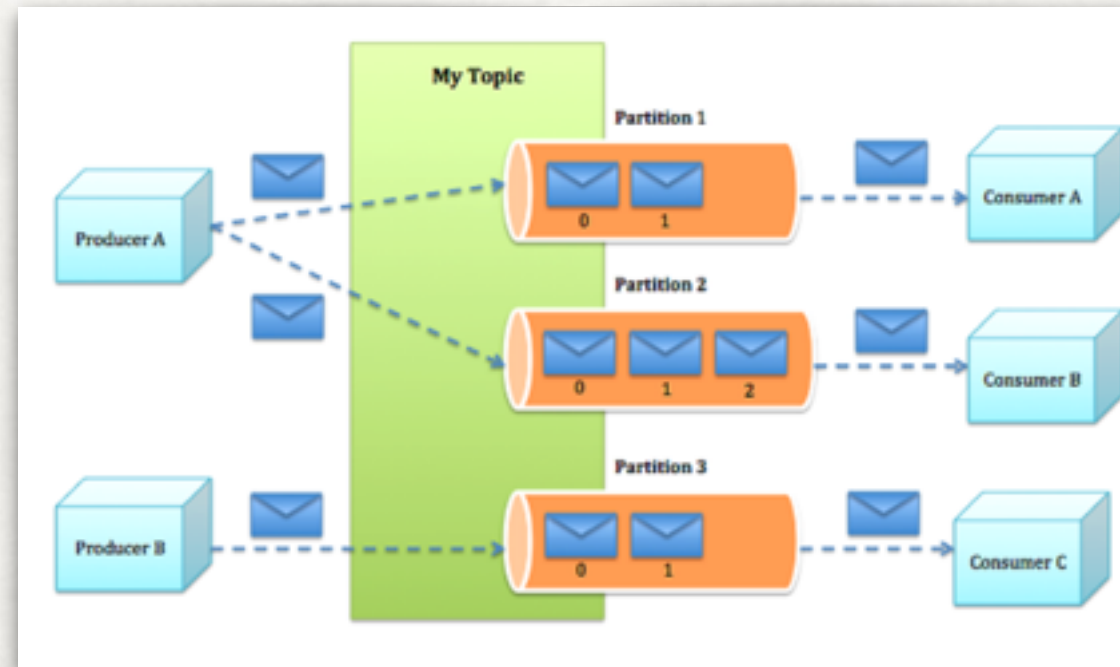 My Topic
Partition 1
Producer A
0 1
Consumer A
Partition 2
0 1 2
Consumer B
Partition 3
Producer B
0 1
Consumer C